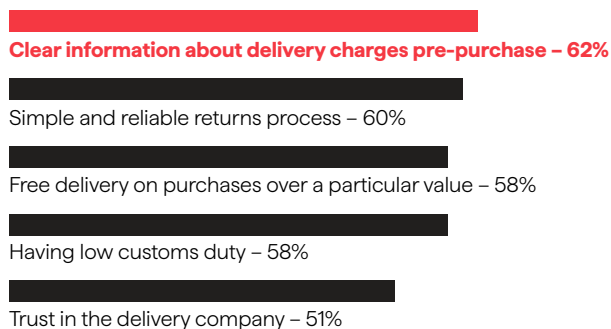 Clear information about delivery charges pre-purchase – 62%
Simple and reliable returns process – 60%
Free delivery on purchases over a particular value – 58%
Having low customs duty – 58%
Trust in the delivery company – 51%